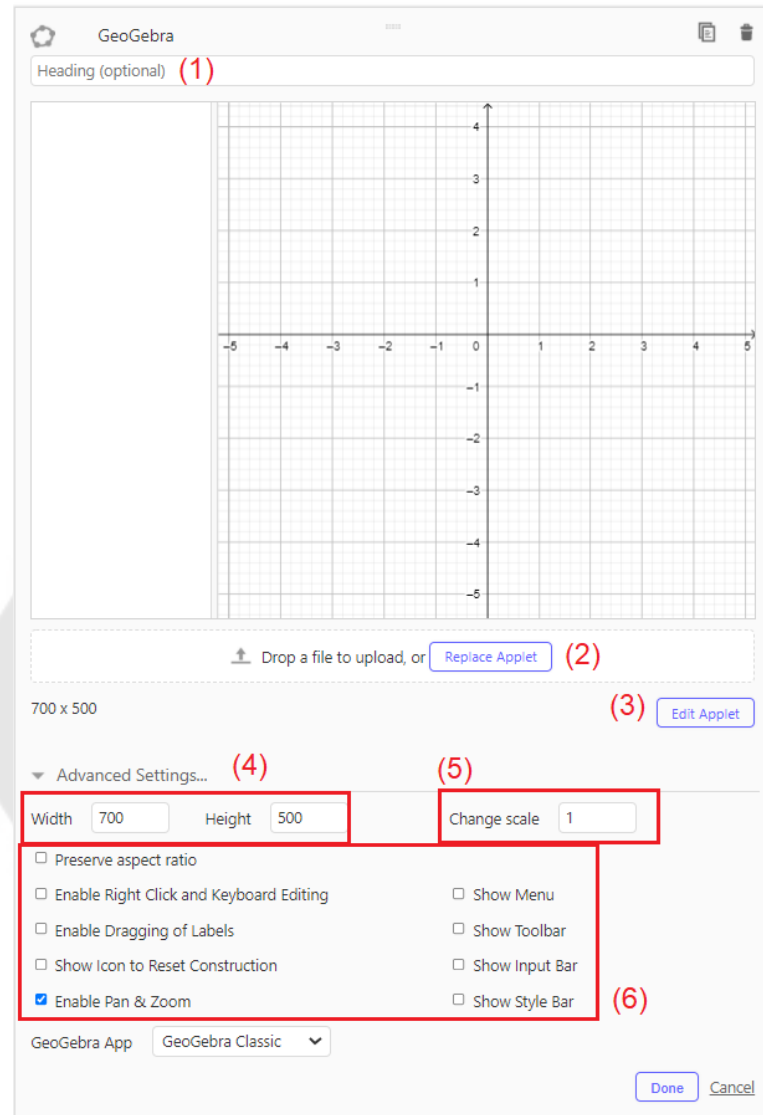 GeoGebra
Heading (optional) (1)
4
3
2
1
−5 −4 −3 −2 −1 0 1 2 3 4 5
−1
−2
−3
−4
−5
Drop a file to upload, or Replace Applet (2)
700 x 500 (3) Edit Applet
Advanced Settings... (4) (5)
Width 700 Height 500 Change scale 1
Preserve aspect ratio
Enable Right Click and Keyboard Editing Show Menu
Enable Dragging of Labels Show Toolbar
Show Icon to Reset Construction Show Input Bar
Enable Pan & Zoom Show Style Bar (6)
GeoGebra App GeoGebra Classic
Done Cancel